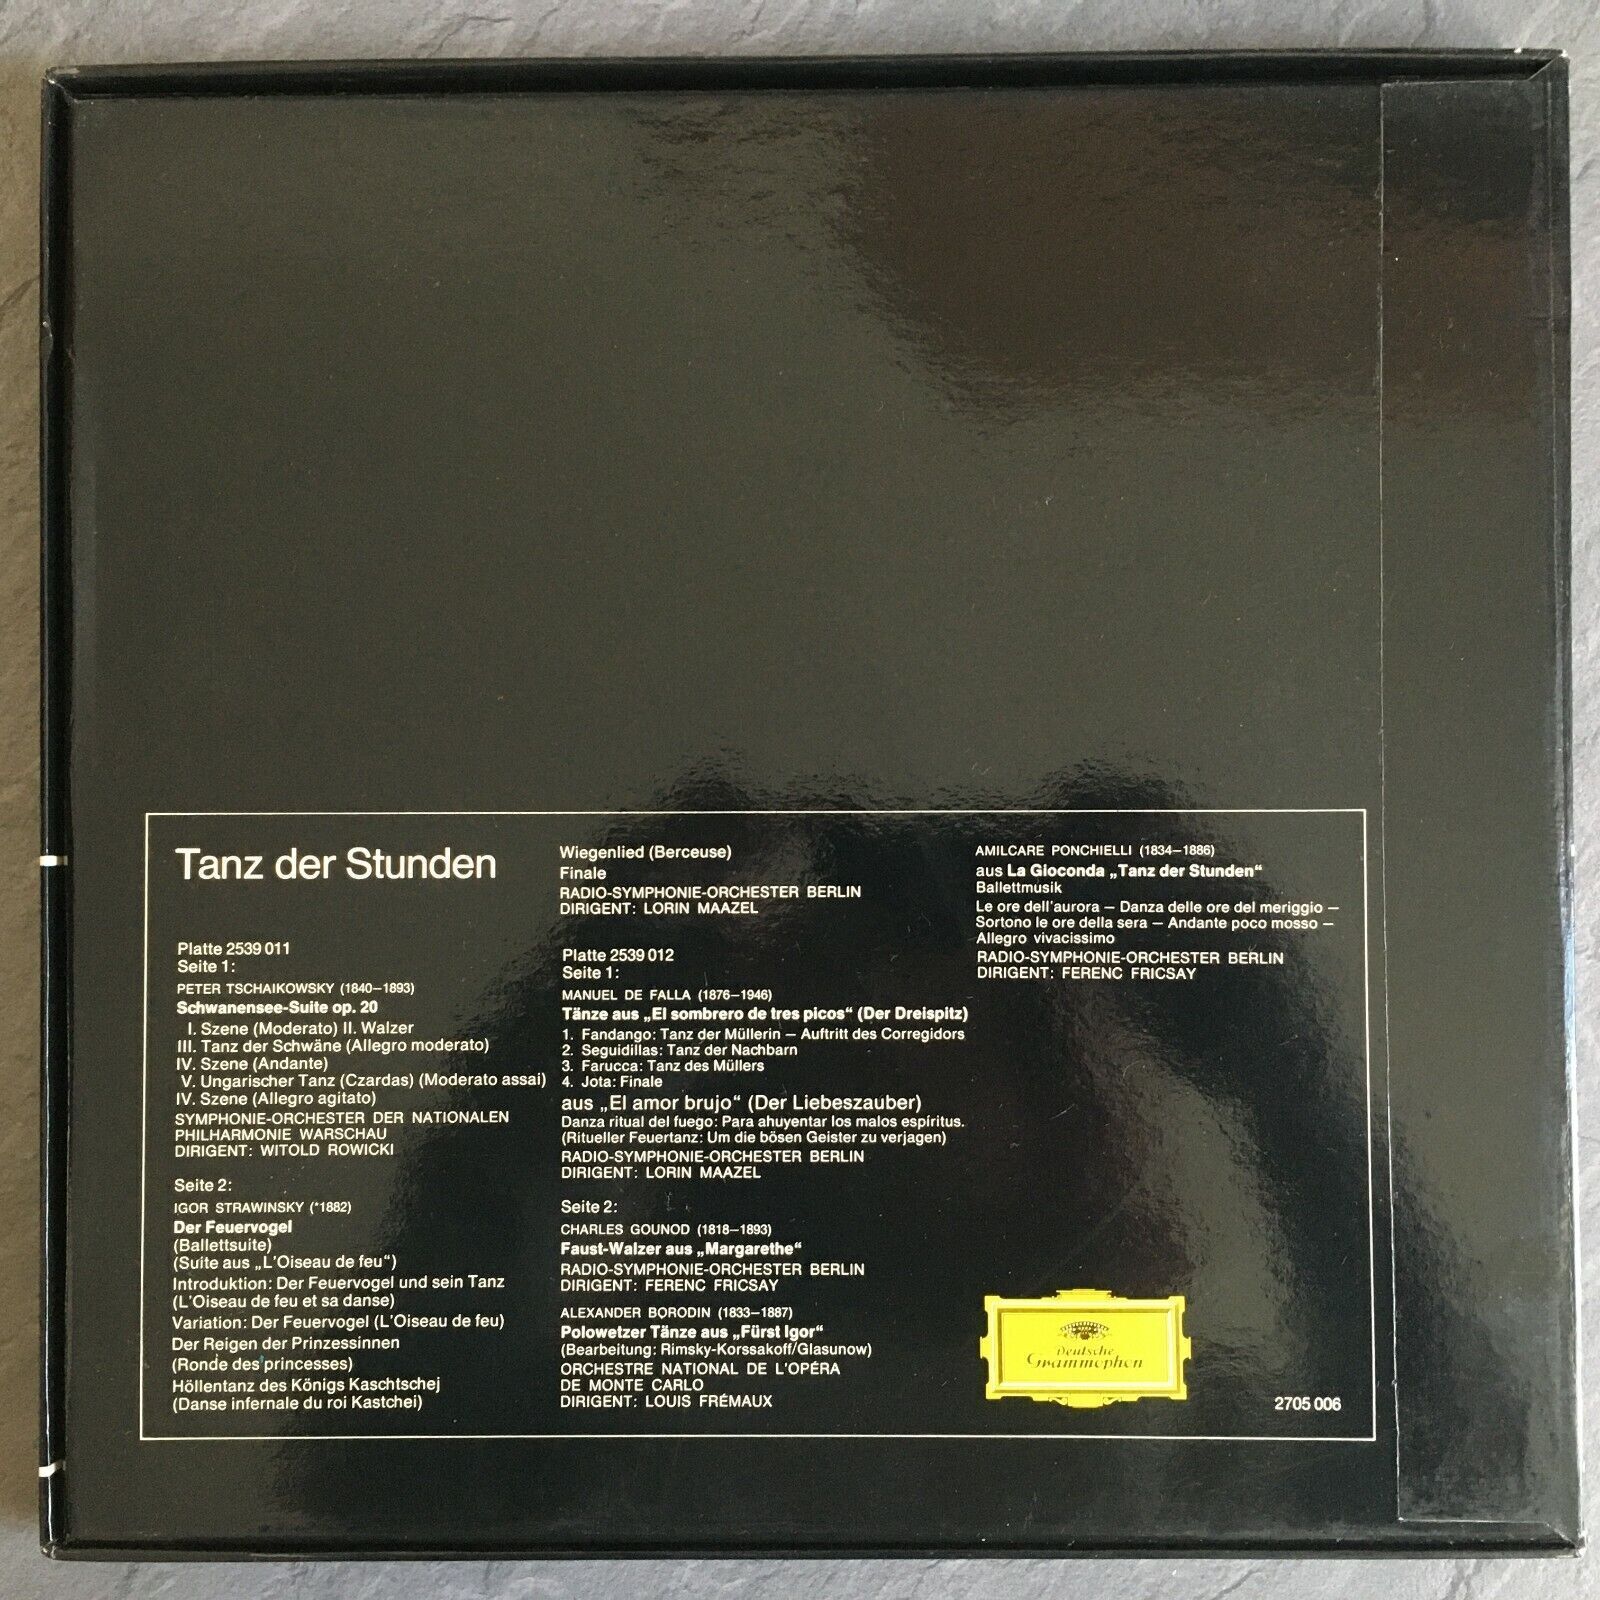 Tanz der Stunden
Platte 2539 011
Seite 1:
PETER TSCHAIKOWSKY (1840–1893)
Schwanensee-Suite op. 20
I. Szene (Moderato) II. Walzer
III. Tanz der Schwäne (Allegro moderato)
IV. Szene (Andante)
V. Ungarischer Tanz (Czardas) (Moderato assai)
IV. Szene (Allegro agitato)
SYMPHONIE-ORCHESTER DER NATIONALEN
PHILHARMONIE WARSCHAU
DIRIGENT: WITOLD ROWICKI
Seite 2:
IGOR STRAWINSKY (*1882)
Der Feuervogel
(Ballettsuite)
(Suite aus „L'Oiseau de feu“)
Introduktion: Der Feuervogel und sein Tanz
(L'Oiseau de feu et sa danse)
Variation: Der Feuervogel (L'Oiseau de feu)
Der Reigen der Prinzessinnen
(Ronde des princesses)
Höllentanz des Königs Kaschtschej
(Danse infernale du roi Kastchei)
Wiegenlied (Berceuse)
Finale
RADIO-SYMPHONIE-ORCHESTER BERLIN
DIRIGENT: LORIN MAAZEL
Platte 2539 012
Seite 1:
MANUEL DE FALLA (1876–1946)
Tänze aus „El sombrero de tres picos“ (Der Dreispitz)
1. Fandango: Tanz der Müllerin – Auftritt des Corregidors
2. Seguidillas: Tanz der Nachbarn
3. Farucca: Tanz des Müllers
4. Jota: Finale
aus „El amor brujo“ (Der Liebeszauber)
Danza ritual del fuego: Para ahuyentar los malos espíritus.
(Ritueller Feuertanz: Um die bösen Geister zu verjagen)
RADIO-SYMPHONIE-ORCHESTER BERLIN
DIRIGENT: LORIN MAAZEL
Seite 2:
CHARLES GOUNOD (1818–1893)
Faust-Walzer aus „Margarethe“
RADIO-SYMPHONIE-ORCHESTER BERLIN
DIRIGENT: FERENC FRICSAY
ALEXANDER BORODIN (1833–1887)
Polowetzer Tänze aus „Fürst Igor“
(Bearbeitung: Rimsky-Korssakoff/Glasunow)
ORCHESTRE NATIONAL DE L'OPÉRA
DE MONTE CARLO
DIRIGENT: LOUIS FRÉMAUX
AMILCARE PONCHIELLI (1834–1886)
aus La Gioconda „Tanz der Stunden“
Ballettmusik
Le ore dell'aurora – Danza delle ore del meriggio –
Sortono le ore della sera – Andante poco mosso –
Allegro vivacissimo
RADIO-SYMPHONIE-ORCHESTER BERLIN
DIRIGENT: FERENC FRICSAY
Deutsche
Grammophon
2705 006